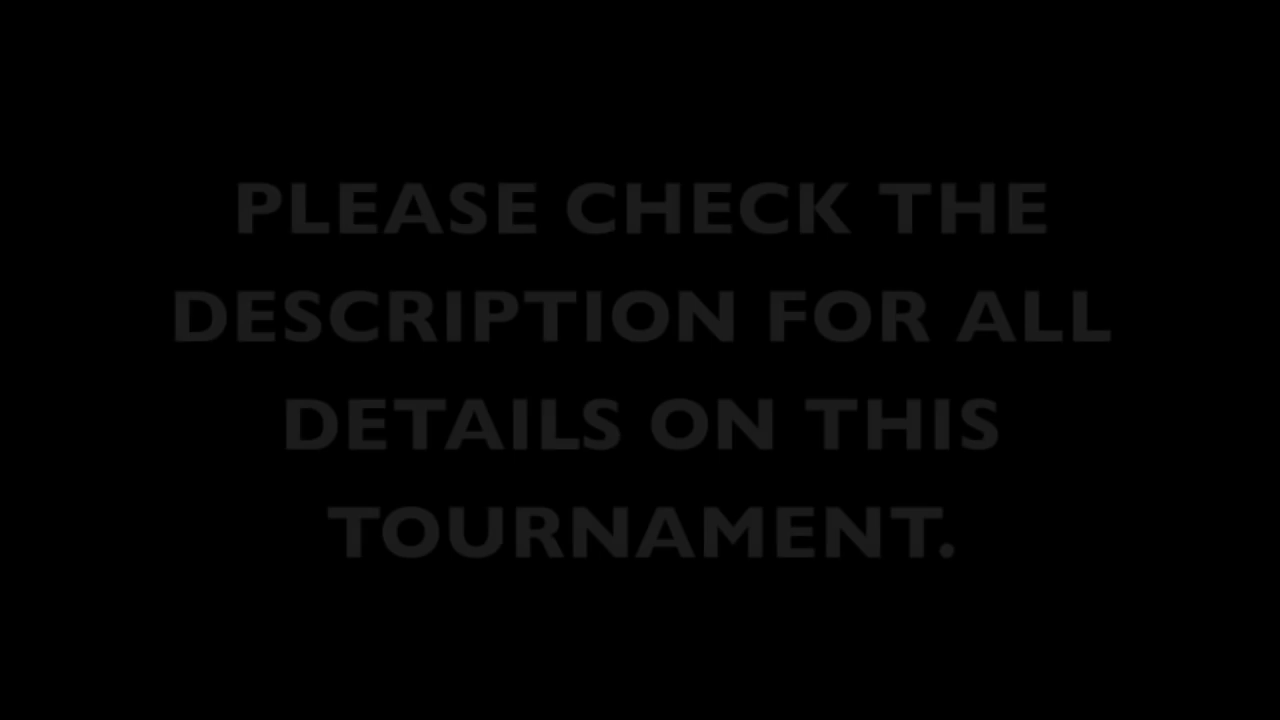 PLEASE CHECK THE
DESCRIPTION FOR ALL
DETAILS ON THIS
TOURNAMENT.